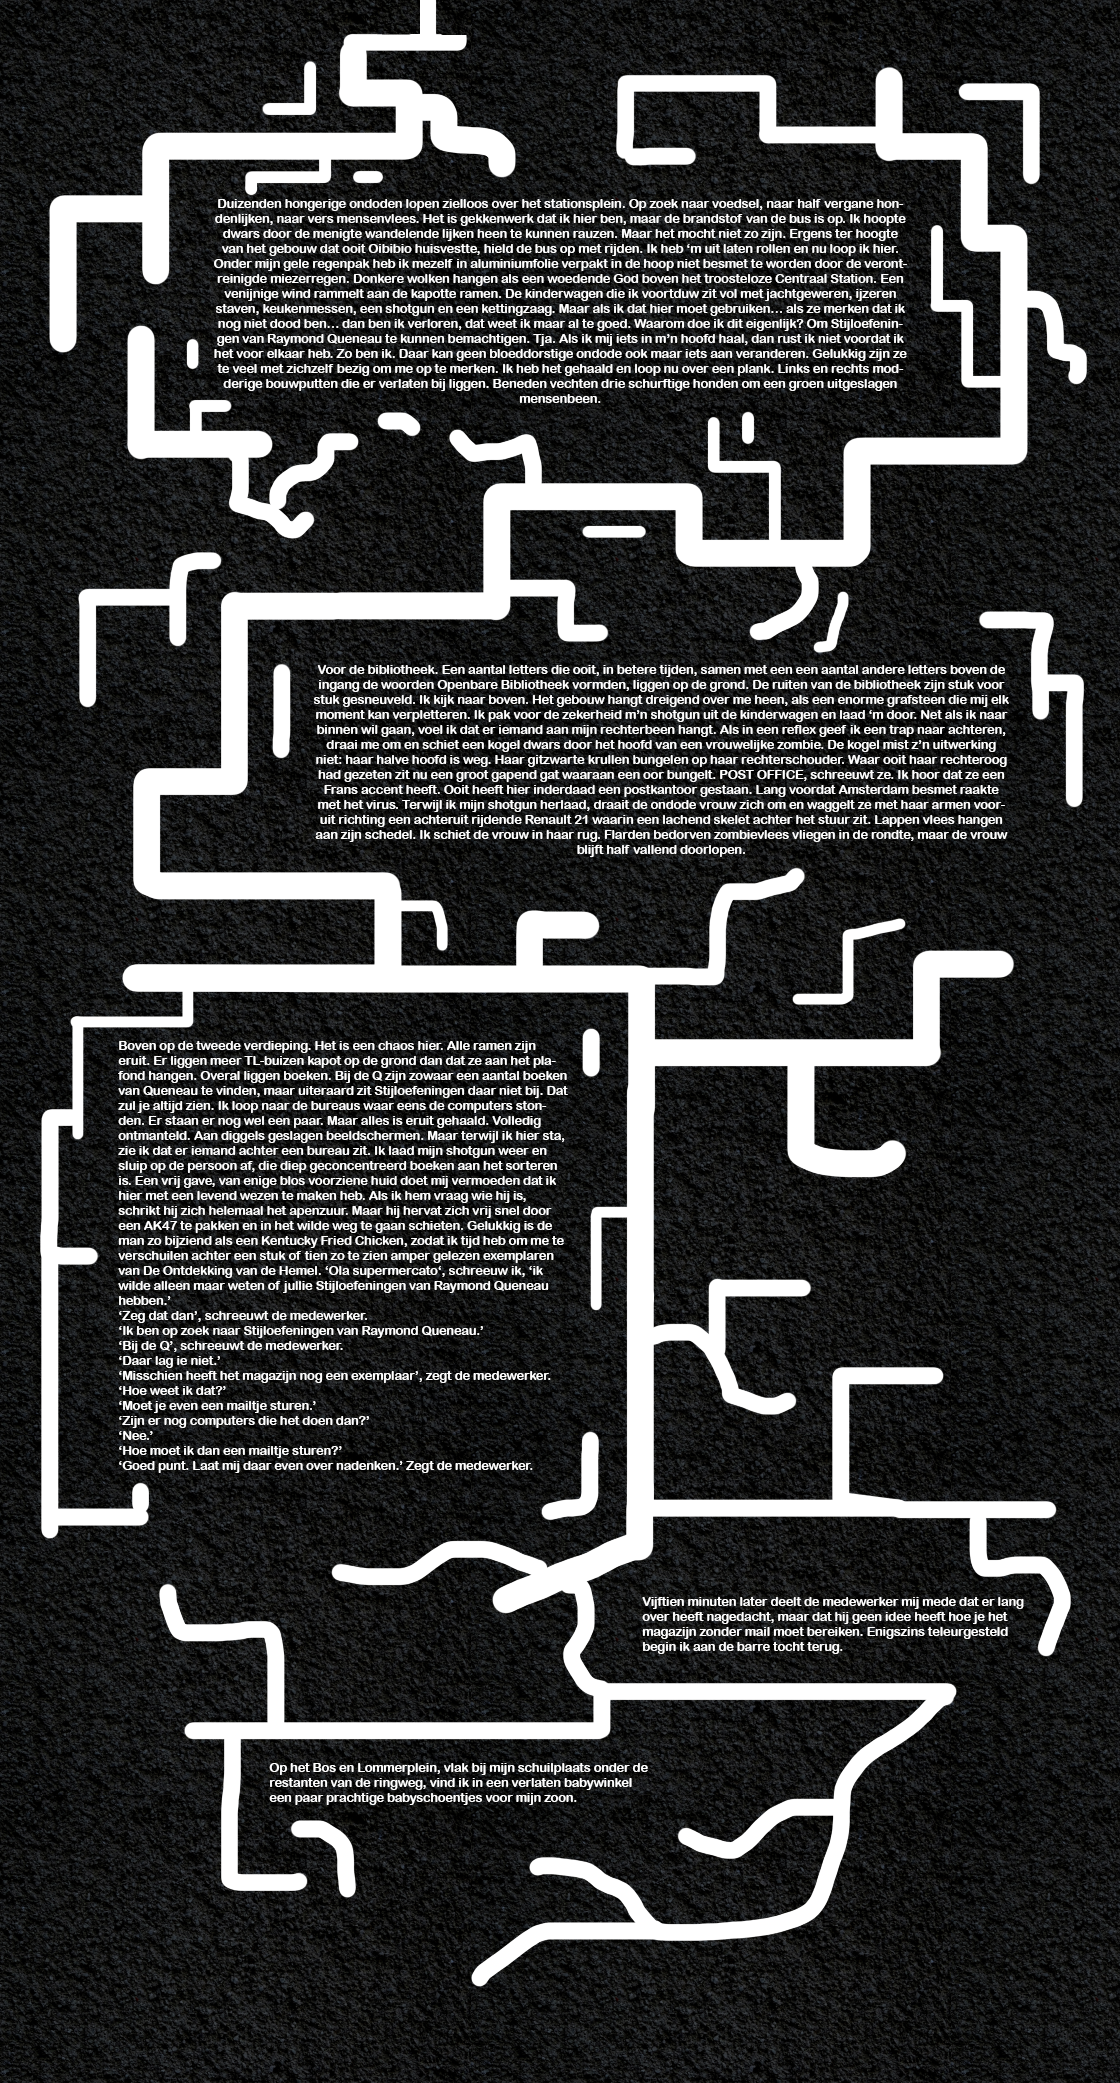 Duizenden hongerige ondoden lopen zielloos over het stationsplein. Op zoek naar voedsel, naar half vergane hon-
denlijken, naar vers mensenvlees. Het is gekkenwerk dat ik hier ben, maar de brandstof van de bus is op. Ik hoopte
dwars door de menigte wandelende lijken heen te kunnen rauzen. Maar het mocht niet zo zijn. Ergens ter hoogte
van het gebouw dat ooit Oibibio huisvestte, hield de bus op met rijden. Ik heb ‘m uit laten rollen en nu loop ik hier.
Onder mijn gele regenpak heb ik mezelf in aluminiumfolie verpakt in de hoop niet besmet te worden door de veront-
reinigde miezerregen. Donkere wolken hangen als een woedende God boven het troosteloze Centraal Station. Een
venijnige wind rammelt aan de kapotte ramen. De kinderwagen die ik voortduw zit vol met jachtgeweren, ijzeren
staven, keukenmessen, een shotgun en een kettingzaag. Maar als ik dat hier moet gebruiken… als ze merken dat ik
nog niet dood ben… dan ben ik verloren, dat weet ik maar al te goed. Waarom doe ik dit eigenlijk? Om Stijloefenin-
gen van Raymond Queneau te kunnen bemachtigen. Tja. Als ik mij iets in m’n hoofd haal, dan rust ik niet voordat ik
het voor elkaar heb. Zo ben ik. Daar kan geen bloeddorstige ondode ook maar iets aan veranderen. Gelukkig zijn ze
te veel met zichzelf bezig om me op te merken. Ik heb het gehaald en loop nu over een plank. Links en rechts mod-
derige bouwputten die er verlaten bij liggen. Beneden vechten drie schurftige honden om een groen uitgeslagen
mensenbeen.
Voor de bibliotheek. Een aantal letters die ooit, in betere tijden, samen met een een aantal andere letters boven de
ingang de woorden Openbare Bibliotheek vormden, liggen op de grond. De ruiten van de bibliotheek zijn stuk voor
stuk gesneuveld. Ik kijk naar boven. Het gebouw hangt dreigend over me heen, als een enorme grafsteen die mij elk
moment kan verpletteren. Ik pak voor de zekerheid m’n shotgun uit de kinderwagen en laad ‘m door. Net als ik naar
binnen wil gaan, voel ik dat er iemand aan mijn rechterbeen hangt. Als in een reflex geef ik een trap naar achteren,
draai me om en schiet een kogel dwars door het hoofd van een vrouwelijke zombie. De kogel mist z’n uitwerking
niet: haar halve hoofd is weg. Haar gitzwarte krullen bungelen op haar rechterschouder. Waar ooit haar rechteroog
had gezeten zit nu een groot gapend gat waaraan een oor bungelt. POST OFFICE, schreeuwt ze. Ik hoor dat ze een
Frans accent heeft. Ooit heeft hier inderdaad een postkantoor gestaan. Lang voordat Amsterdam besmet raakte
met het virus. Terwijl ik mijn shotgun herlaad, draait de ondode vrouw zich om en waggelt ze met haar armen voor-
uit richting een achteruit rijdende Renault 21 waarin een lachend skelet achter het stuur zit. Lappen vlees hangen
aan zijn schedel. Ik schiet de vrouw in haar rug. Flarden bedorven zombievlees vliegen in de rondte, maar de vrouw
blijft half vallend doorlopen.
Boven op de tweede verdieping. Het is een chaos hier. Alle ramen zijn
eruit. Er liggen meer TL-buizen kapot op de grond dan dat ze aan het pla-
fond hangen. Overal liggen boeken. Bij de Q zijn zowaar een aantal boeken
van Queneau te vinden, maar uiteraard zit Stijloefeningen daar niet bij. Dat
zul je altijd zien. Ik loop naar de bureaus waar eens de computers ston-
den. Er staan er nog wel een paar. Maar alles is eruit gehaald. Volledig
ontmanteld. Aan diggels geslagen beeldschermen. Maar terwijl ik hier sta,
zie ik dat er iemand achter een bureau zit. Ik laad mijn shotgun weer en
sluip op de persoon af, die diep geconcentreerd boeken aan het sorteren
is. Een vrij gave, van enige blos voorziene huid doet mij vermoeden dat ik
hier met een levend wezen te maken heb. Als ik hem vraag wie hij is,
schrikt hij zich helemaal het apenzuur. Maar hij hervat zich vrij snel door
een AK47 te pakken en in het wilde weg te gaan schieten. Gelukkig is de
man zo bijziend als een Kentucky Fried Chicken, zodat ik tijd heb om me te
verschuilen achter een stuk of tien zo te zien amper gelezen exemplaren
van De Ontdekking van de Hemel. ‘Ola supermercato‘, schreeuw ik, ‘ik
wilde alleen maar weten of jullie Stijloefeningen van Raymond Queneau
hebben.’
‘Zeg dat dan’, schreeuwt de medewerker.
‘Ik ben op zoek naar Stijloefeningen van Raymond Queneau.’
‘Bij de Q’, schreeuwt de medewerker.
‘Daar lag ie niet.’
‘Misschien heeft het magazijn nog een exemplaar’, zegt de medewerker.
‘Hoe weet ik dat?’
‘Moet je even een mailtje sturen.’
‘Zijn er nog computers die het doen dan?’
‘Nee.’
‘Hoe moet ik dan een mailtje sturen?’
‘Goed punt. Laat mij daar even over nadenken.’ Zegt de medewerker.
Vijftien minuten later deelt de medewerker mij mede dat er lang
over heeft nagedacht, maar dat hij geen idee heeft hoe je het
magazijn zonder mail moet bereiken. Enigszins teleurgesteld
begin ik aan de barre tocht terug.
Op het Bos en Lommerplein, vlak bij mijn schuilplaats onder de
restanten van de ringweg, vind ik in een verlaten babywinkel
een paar prachtige babyschoentjes voor mijn zoon.